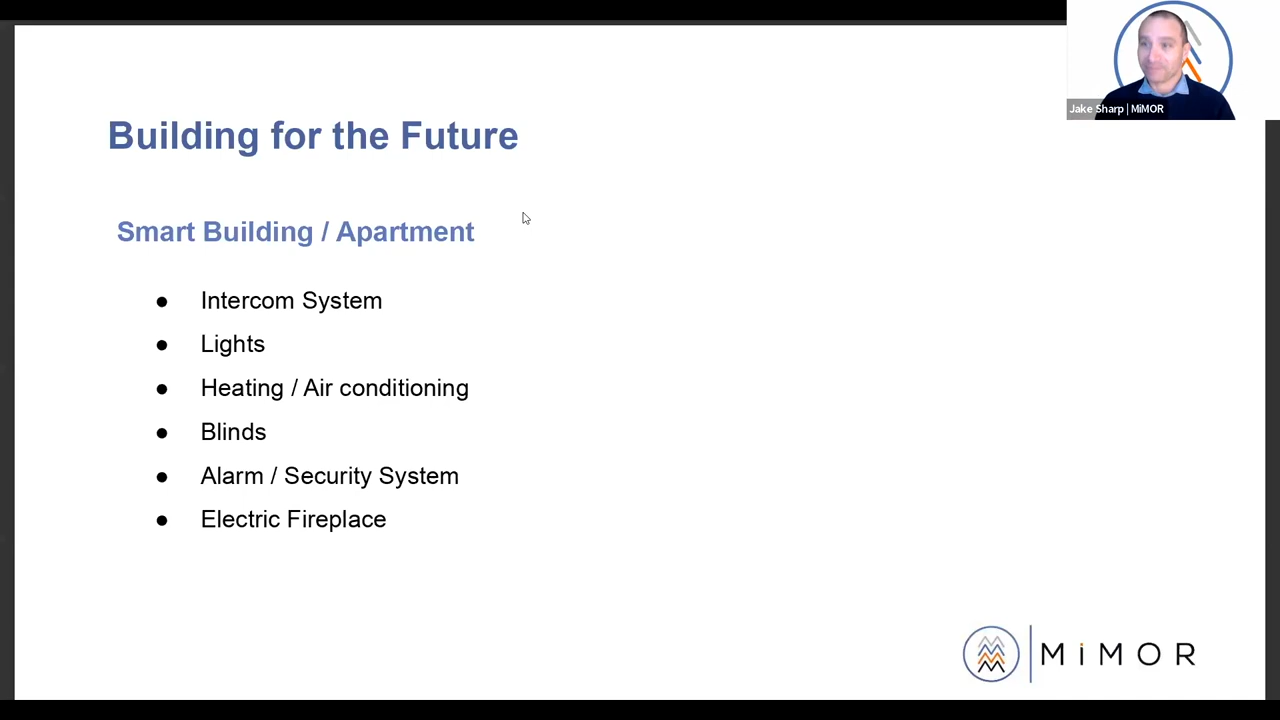 Jake Sharp | MiMOR
Building for the Future
Smart Building / Apartment
● Intercom System
● Lights
● Heating / Air conditioning
● Blinds
● Alarm / Security System
● Electric Fireplace
MiMOR